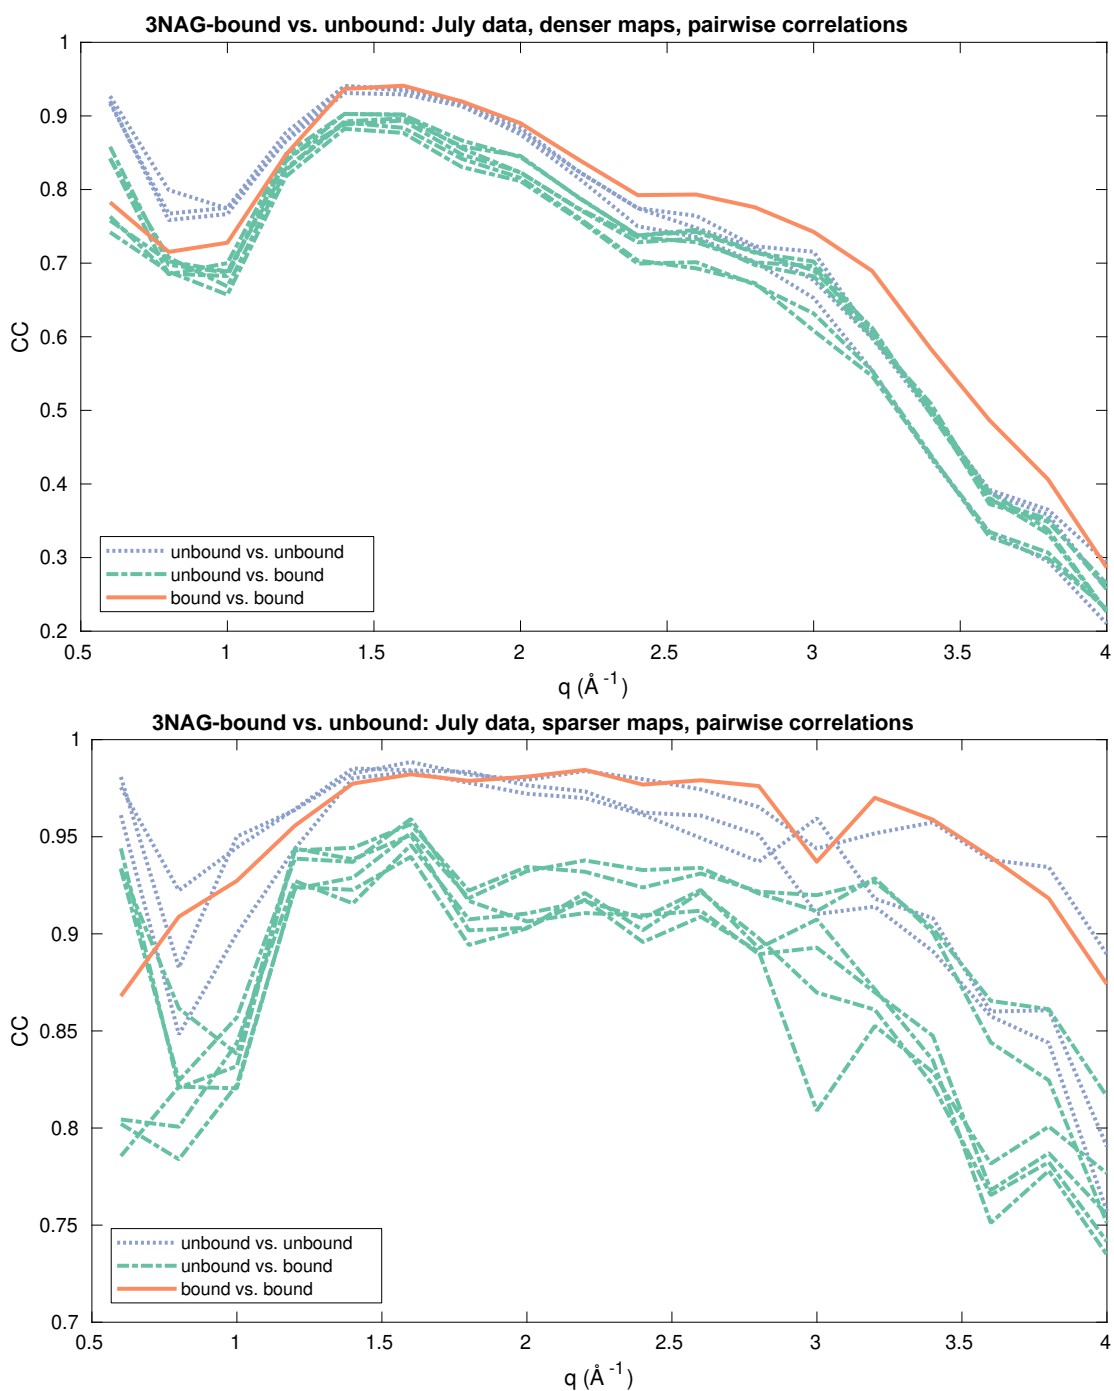 3NAG-bound vs. unbound: July data, denser maps, pairwise correlations
1
0.9
0.8
0.7
0.6
0.5
0.4
0.3
0.2
CC
unbound vs. unbound
unbound vs. bound
bound vs. bound
0.5 1 1.5 2 2.5 3 3.5 4
q (Å⁻¹)
3NAG-bound vs. unbound: July data, sparser maps, pairwise correlations
1
0.95
0.9
0.85
0.8
0.75
0.7
CC
unbound vs. unbound
unbound vs. bound
bound vs. bound
0.5 1 1.5 2 2.5 3 3.5 4
q (Å⁻¹)